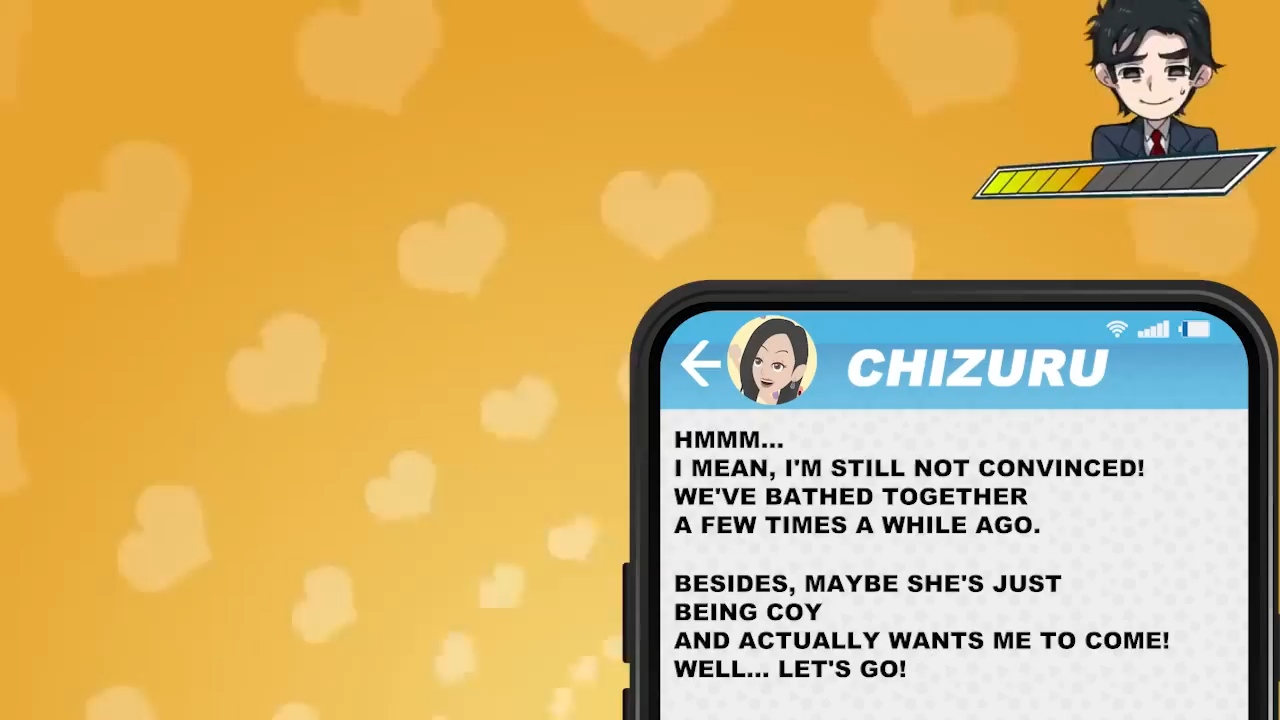 CHIZURU
HMMM...
I MEAN, I'M STILL NOT CONVINCED!
WE'VE BATHED TOGETHER
A FEW TIMES A WHILE AGO.
BESIDES, MAYBE SHE'S JUST
BEING COY
AND ACTUALLY WANTS ME TO COME!
WELL... LET'S GO!